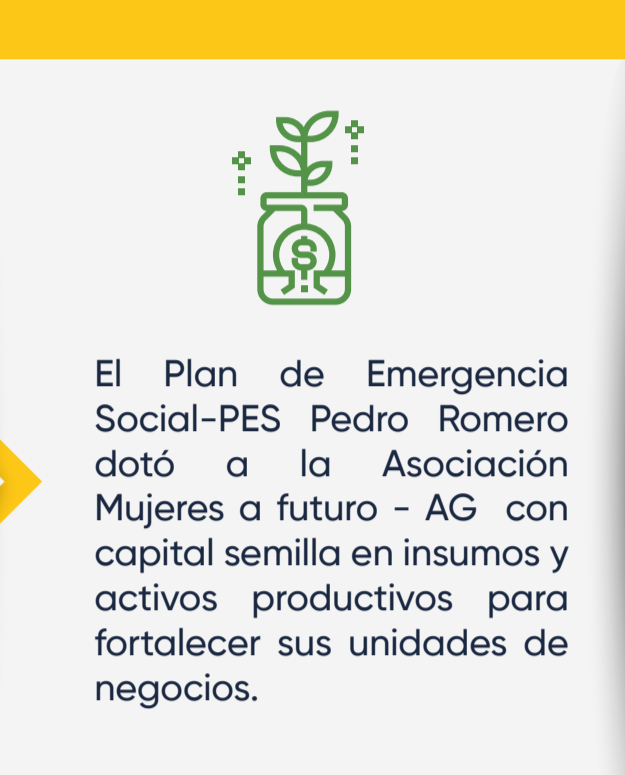 El Plan de Emergencia
Social-PES Pedro Romero
dotó a la Asociación
Mujeres a futuro - AG con
capital semilla en insumos y
activos productivos para
fortalecer sus unidades de
negocios.